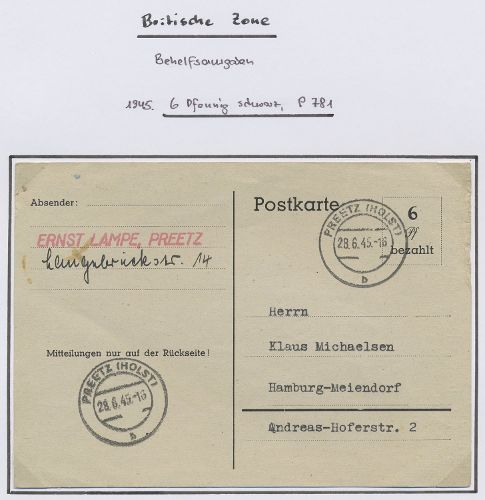 Britische Zone
Behelfsausgaben
1945. 6 Pfennig schwarz, P 781
Absender:
ERNST LAMPE, PREETZ
Langebrückstr. 14
Mitteilungen nur auf der Rückseite!
PREETZ (HOLST)
28.6.45.-16
b
Postkarte
6
Pf
bezahlt
PREETZ (HOLST)
28.6.45.-16
b
Herrn
Klaus Michaelsen
Hamburg-Meiendorf
Andreas-Hoferstr. 2